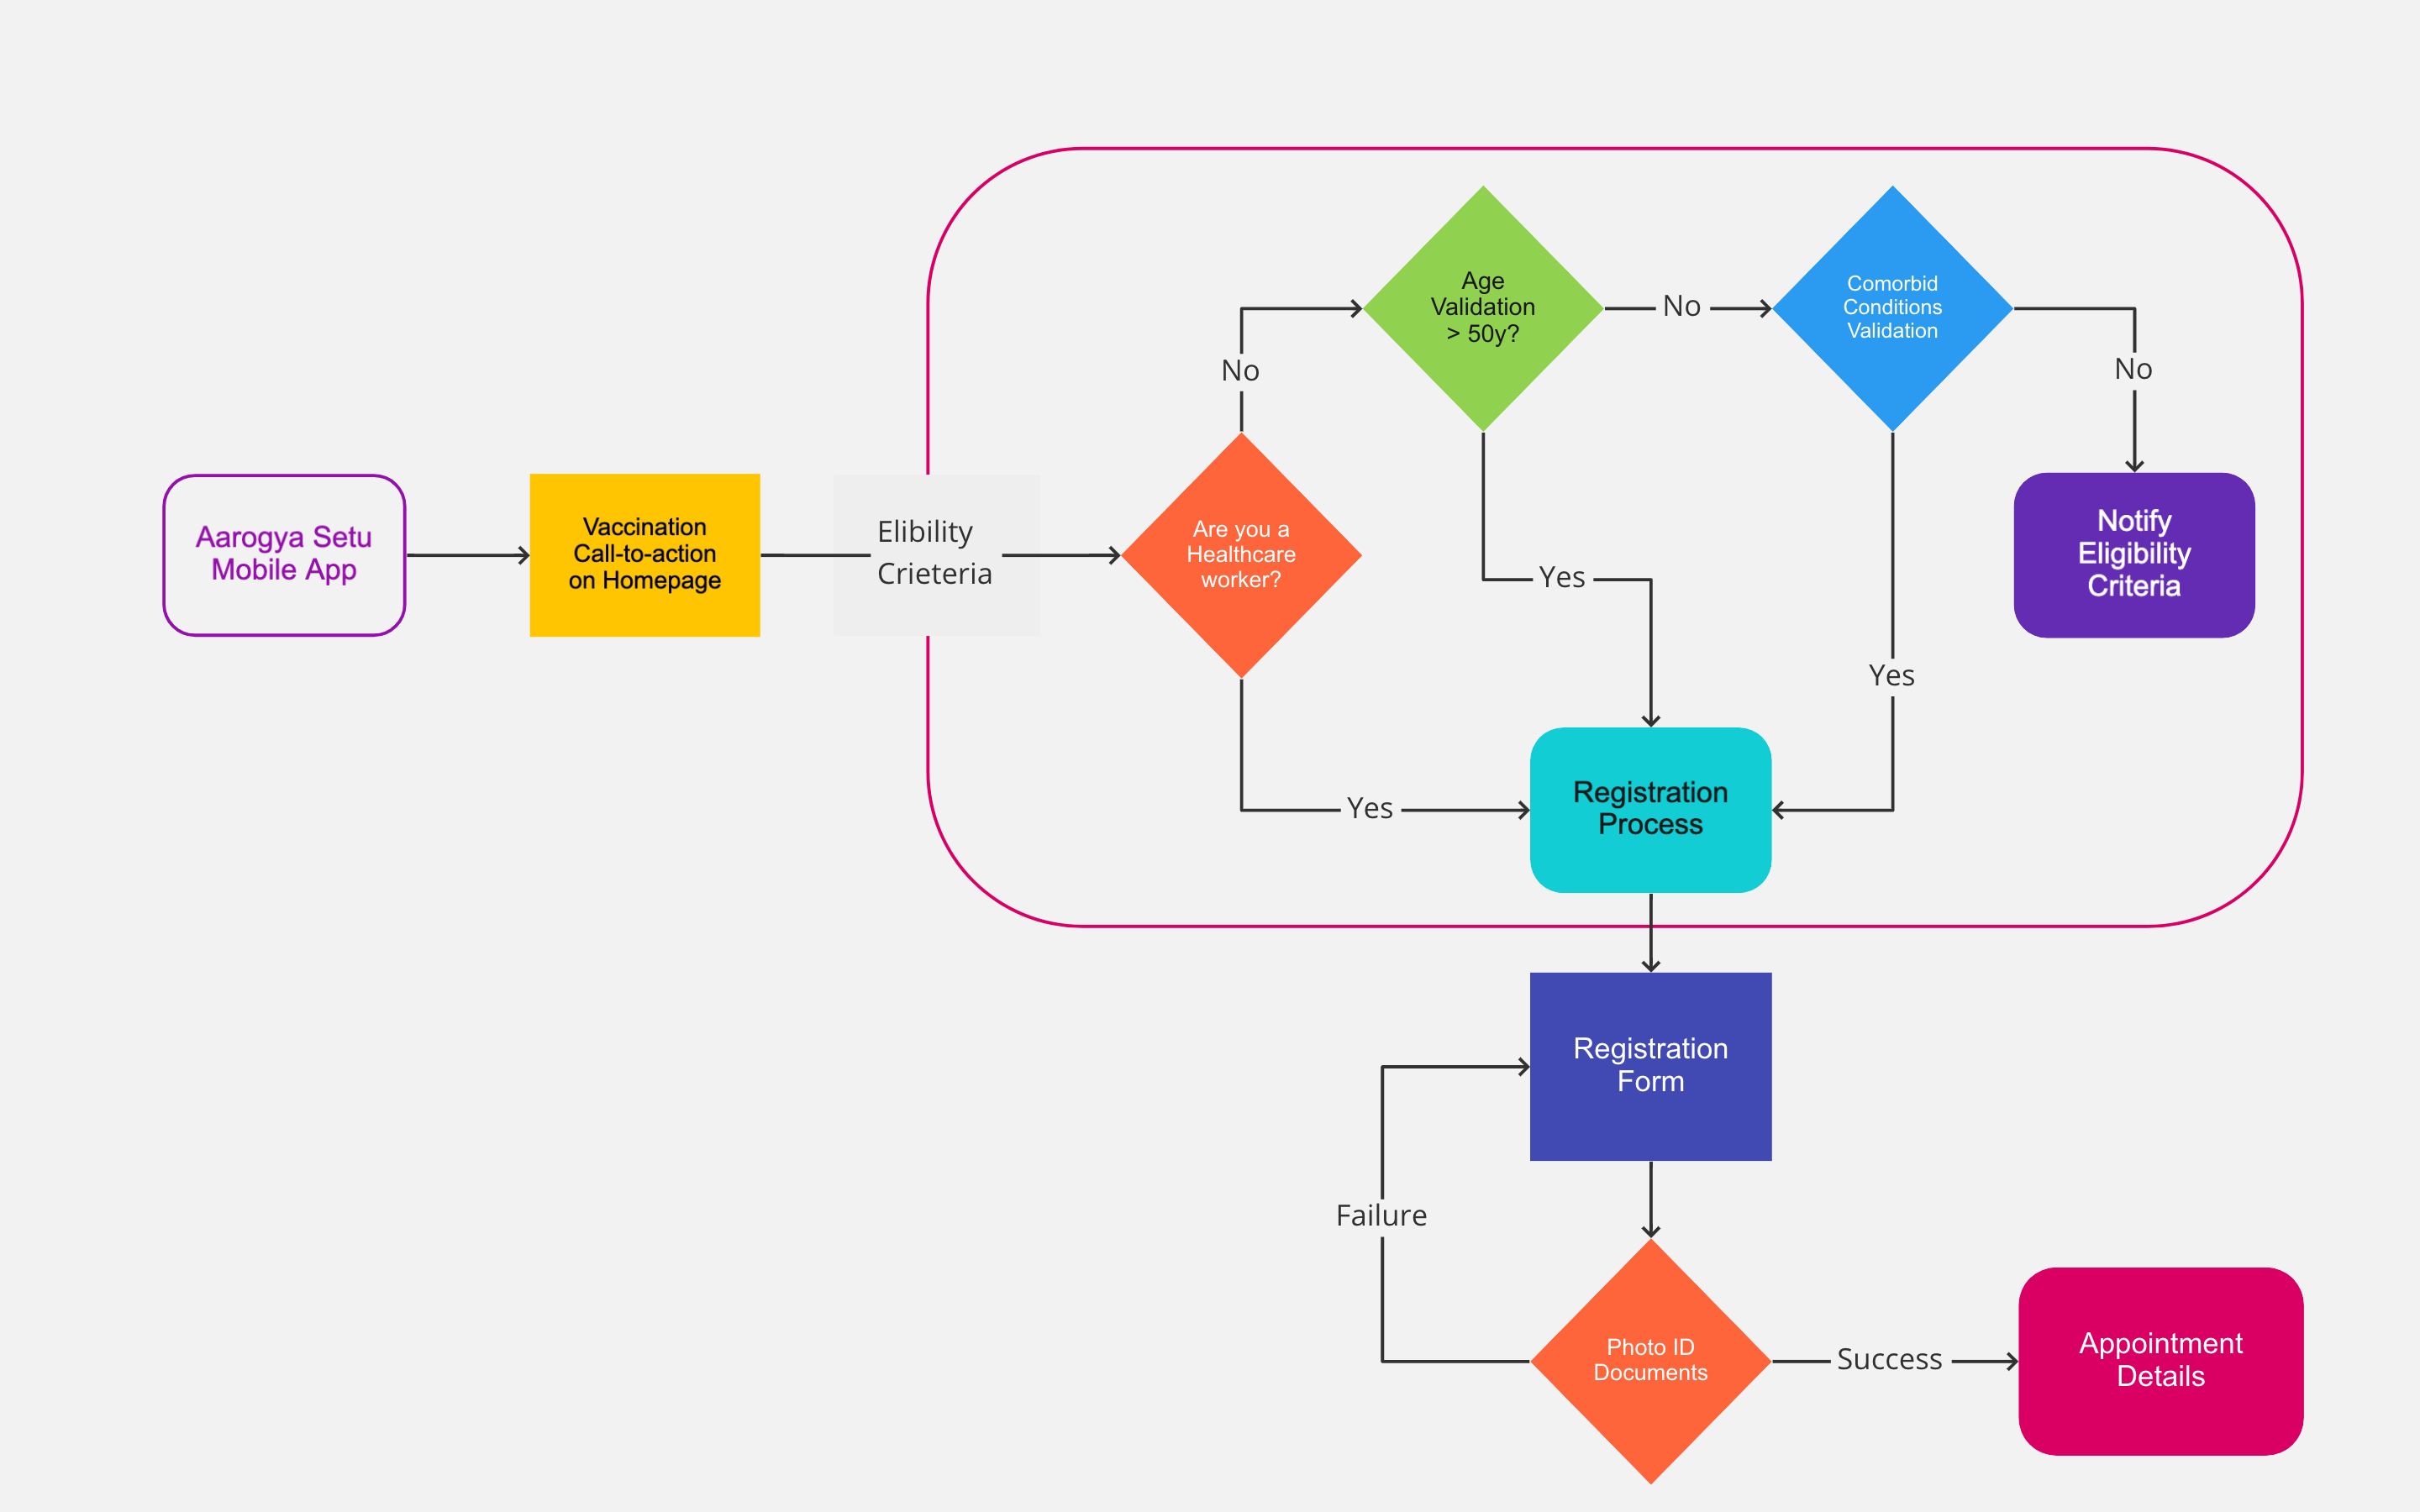 Aarogya Setu
Mobile App
Vaccination
Call-to-action
on Homepage
Elibility
Crieteria
Are you a
Healthcare
worker?
No
Age
Validation
> 50y?
No
Comorbid
Conditions
Validation
No
Notify
Eligibility
Criteria
Yes
Yes
Yes
Registration
Process
Registration
Form
Failure
Photo ID
Documents
Success
Appointment
Details